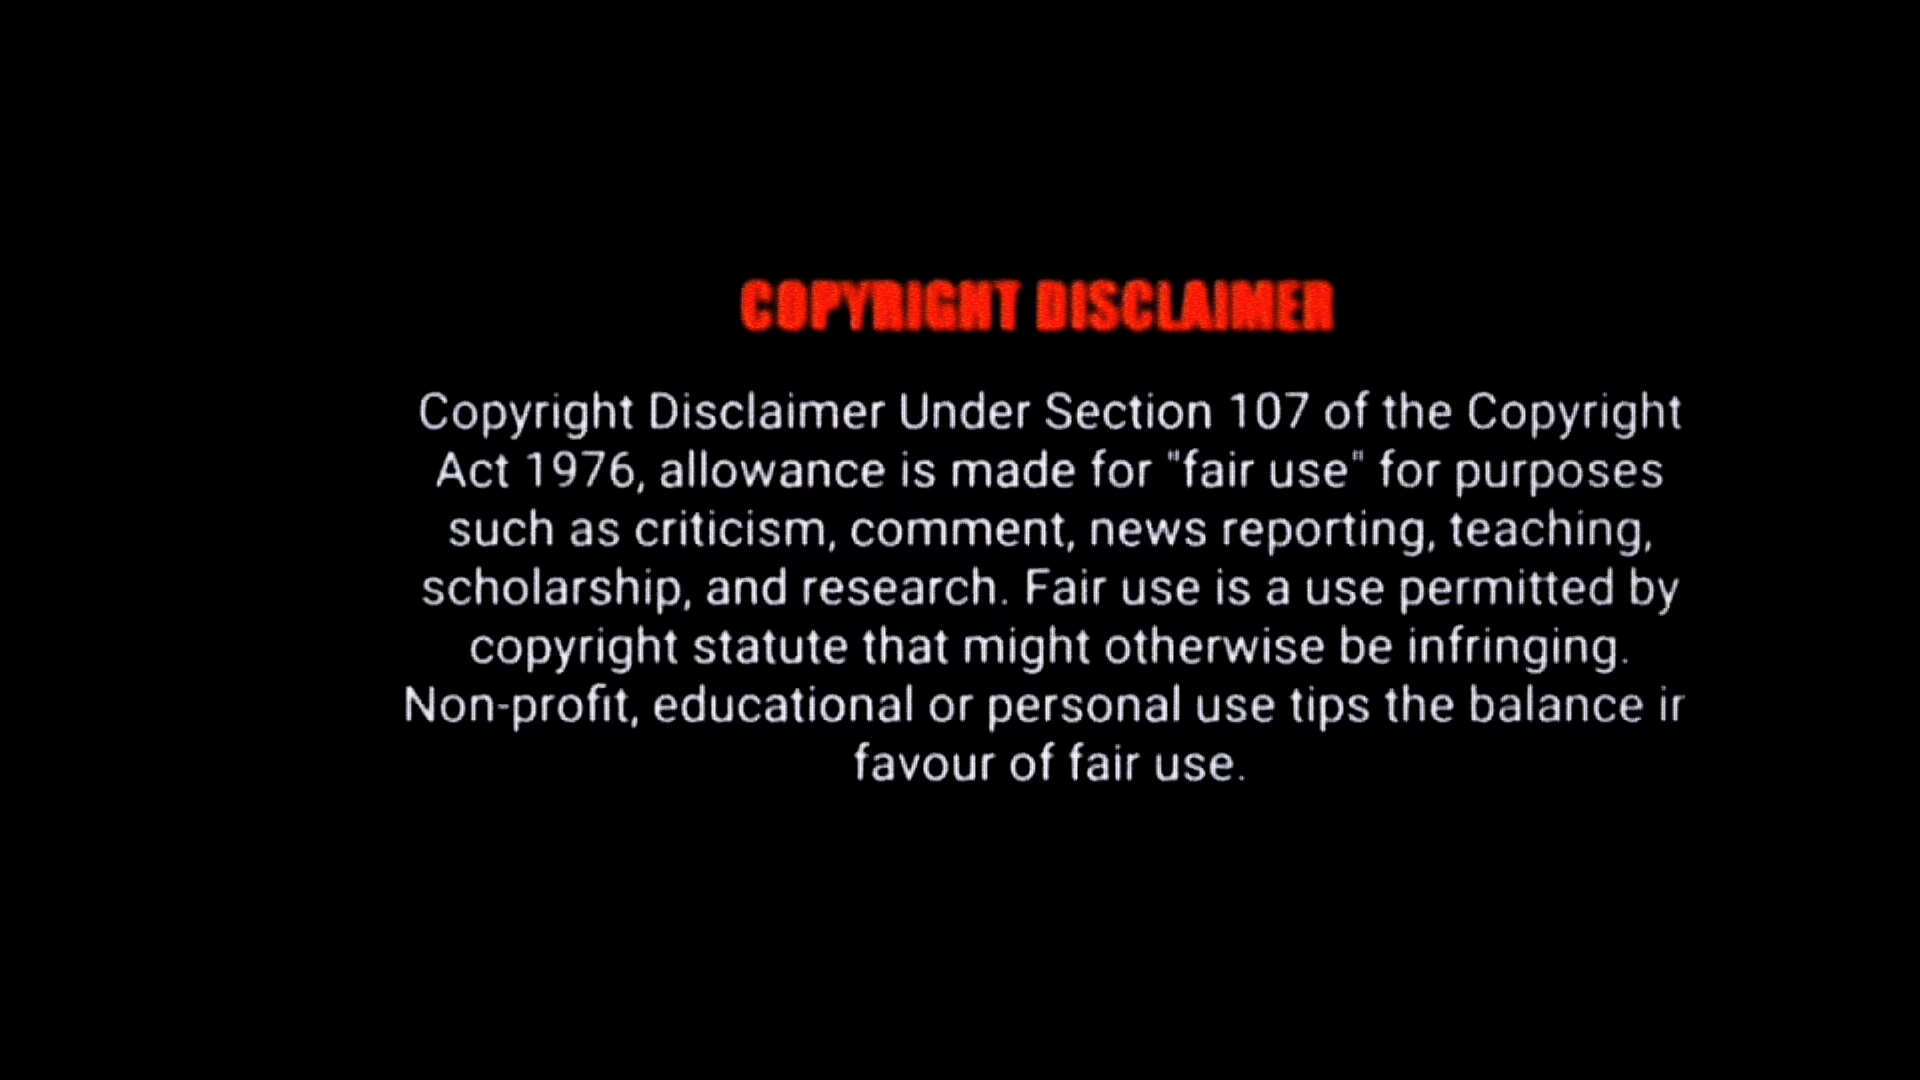 COPYRIGHT DISCLAIMER
Copyright Disclaimer Under Section 107 of the Copyright
Act 1976, allowance is made for "fair use" for purposes
such as criticism, comment, news reporting, teaching,
scholarship, and research. Fair use is a use permitted by
copyright statute that might otherwise be infringing.
Non-profit, educational or personal use tips the balance
favour of fair use.